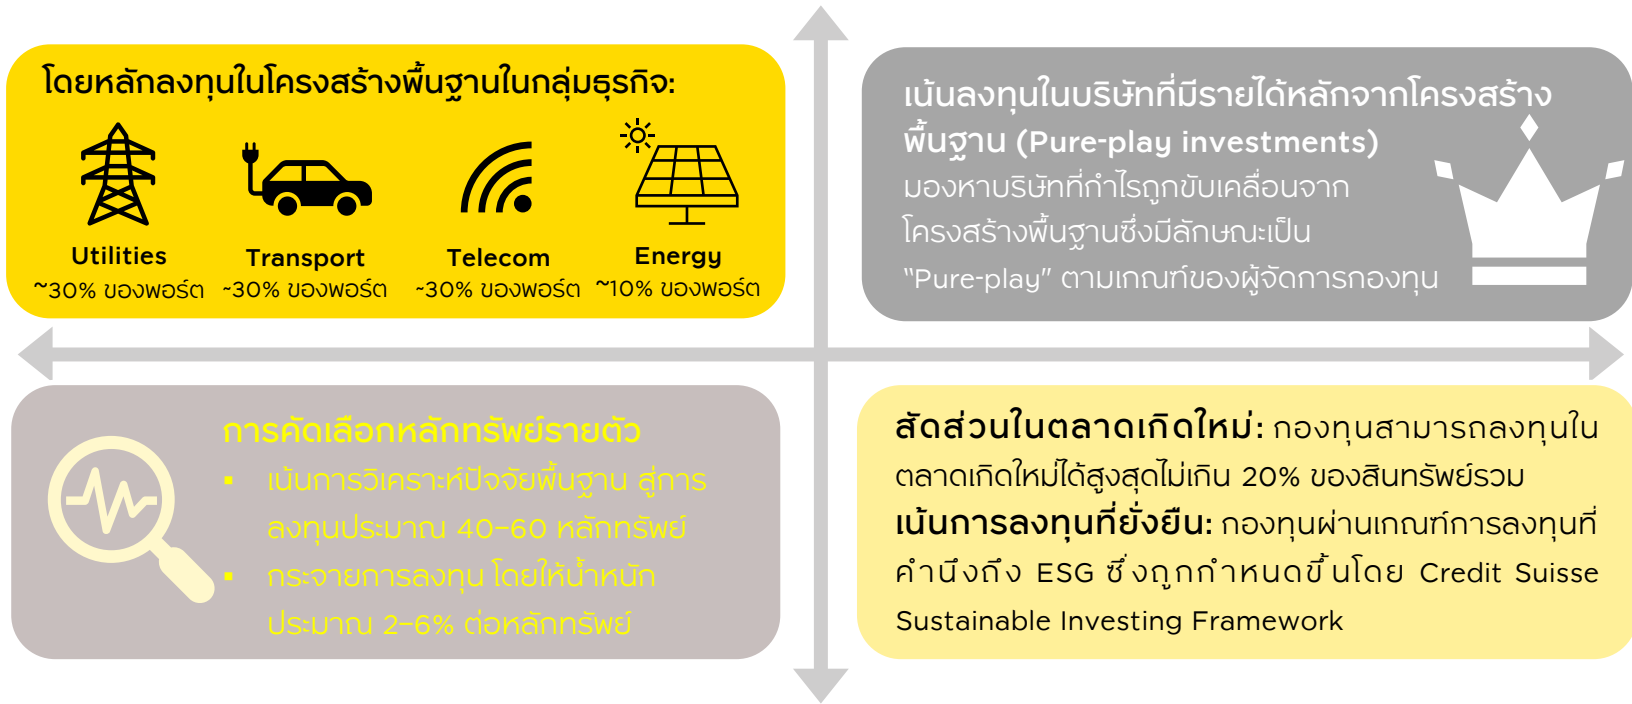 โดยหลักลงทุนในโครงสร้างพื้นฐานในกลุ่มธุรกิจ:
Utilities
~30% ของพอร์ต
Transport
~30% ของพอร์ต
Telecom
~30% ของพอร์ต
Energy
~10% ของพอร์ต
เน้นลงทุนในบริษัทที่มีรายได้หลักจากโครงสร้าง
พื้นฐาน (Pure-play investments)
มองหาบริษัทที่กำไรถูกขับเคลื่อนจาก
โครงสร้างพื้นฐานซึ่งมีลักษณะเป็น
“Pure-play” ตามเกณฑ์ของผู้จัดการกองทุน
การคัดเลือกหลักทรัพย์รายตัว
▪ เน้นการวิเคราะห์ปัจจัยพื้นฐาน สู่การ
ลงทุนประมาณ 40–60 หลักทรัพย์
▪ กระจายการลงทุน โดยให้น้ำหนัก
ประมาณ 2–6% ต่อหลักทรัพย์
สัดส่วนในตลาดเกิดใหม่: กองทุนสามารถลงทุนใน
ตลาดเกิดใหม่ได้สูงสุดไม่เกิน 20% ของสินทรัพย์รวม
เน้นการลงทุนที่ยั่งยืน: กองทุนผ่านเกณฑ์การลงทุนที่
คำนึงถึง ESG ซึ่งถูกกำหนดขึ้นโดย Credit Suisse
Sustainable Investing Framework